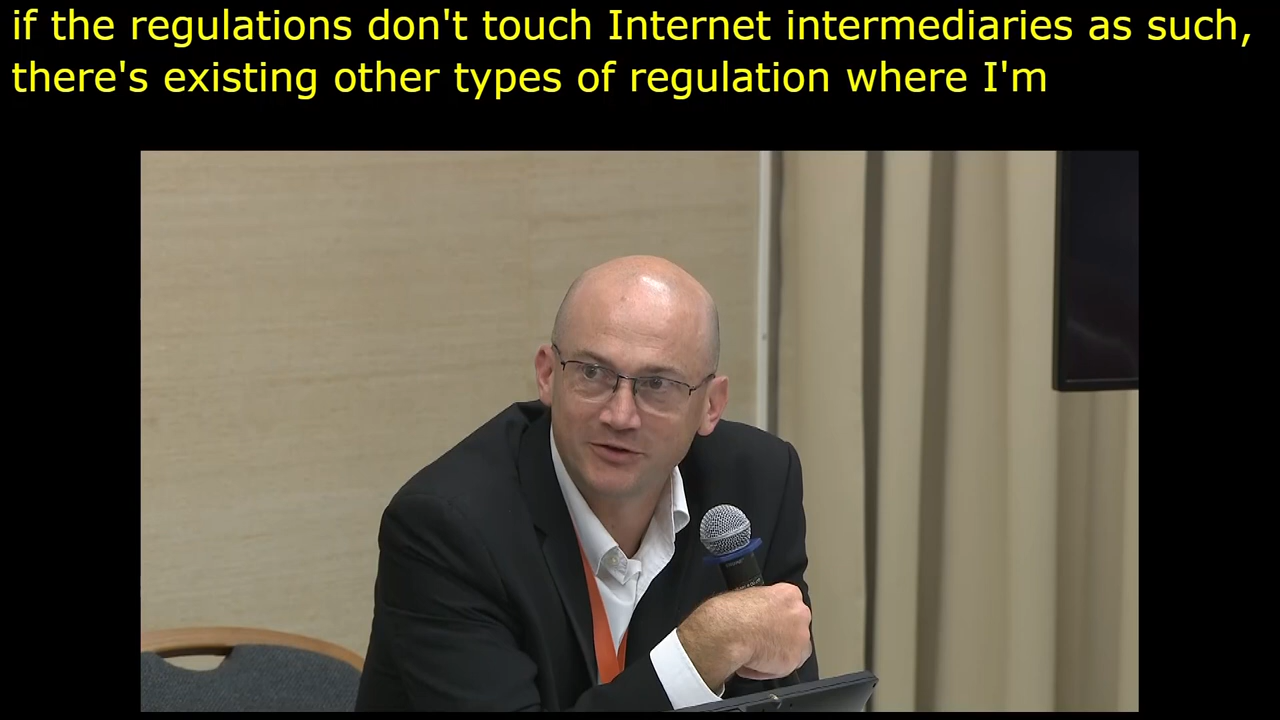 if the regulations don't touch Internet intermediaries as such,
there's existing other types of regulation where I'm